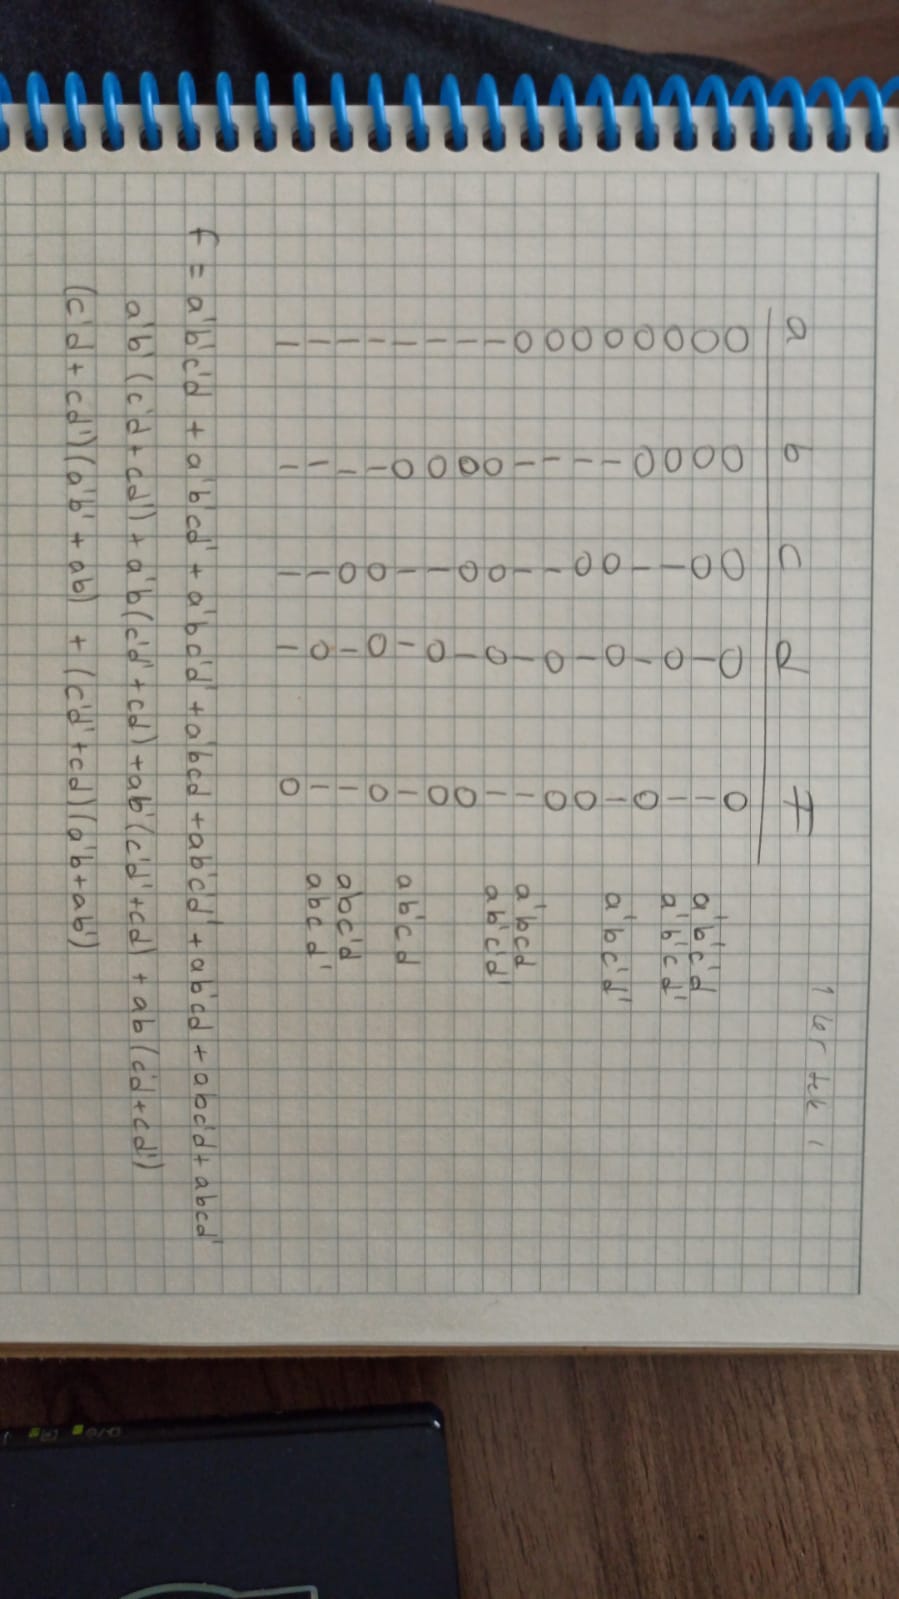 1 ler tek 1
a b c d F
0 0 0 0 0
0 0 0 1 1 a'b'c'd
0 0 1 0 1 a'b'cd'
0 0 1 1 0
0 1 0 0 1 a'bc'd'
0 1 0 1 0
0 1 1 0 0
0 1 1 1 1 a'bcd
1 0 0 0 1 ab'c'd'
1 0 0 1 0
1 0 1 0 0
1 0 1 1 1 ab'cd
1 1 0 0 0
1 1 0 1 1 abc'd
1 1 1 0 1 abcd'
1 1 1 1 0
f = a'b'c'd + a'b'cd' + a'bc'd' + a'bcd + ab'c'd' + ab'cd + abc'd + abcd'
a'b' (c'd + cd') + a'b (c'd' + cd) + ab' (c'd' + cd) + ab (c'd + cd')
(c'd + cd') (a'b' + ab) + (c'd' + cd) (a'b + ab')